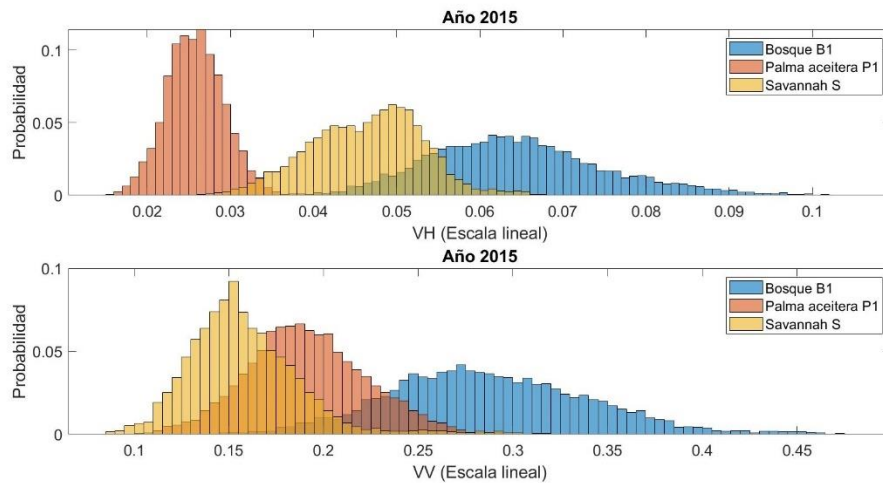 Año 2015
Probabilidad
0.1
0.05
0
Bosque B1
Palma aceitera P1
Savannah S
0.02 0.03 0.04 0.05 0.06 0.07 0.08 0.09 0.1
VH (Escala lineal)
Año 2015
Probabilidad
0.1
0.05
0
Bosque B1
Palma aceitera P1
Savannah S
0.1 0.15 0.2 0.25 0.3 0.35 0.4 0.45
VV (Escala lineal)